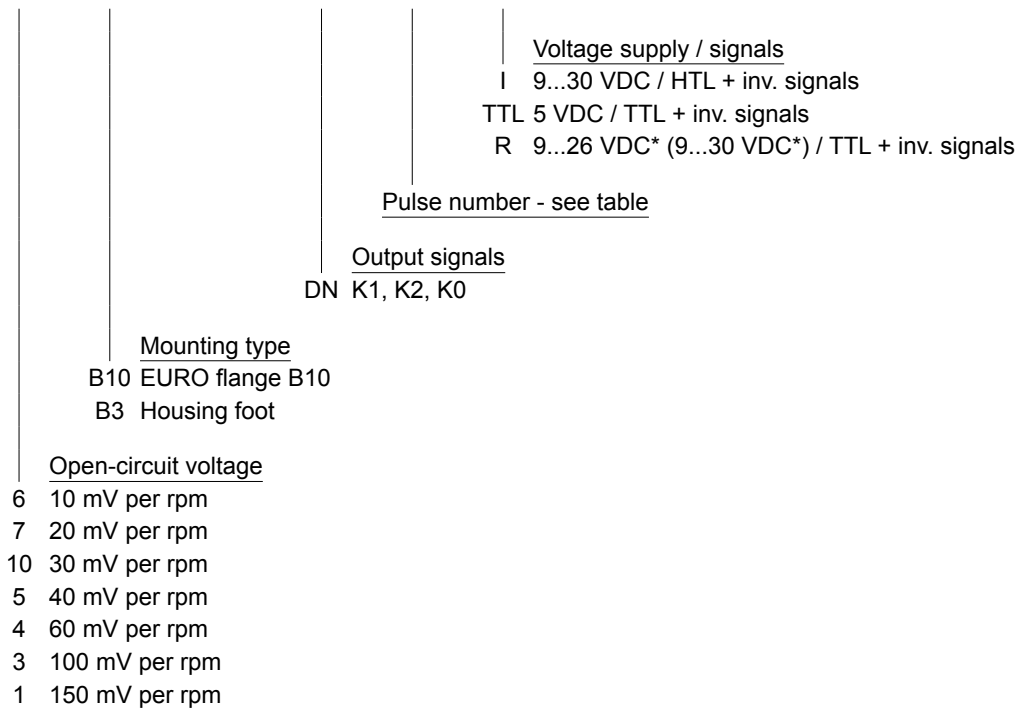 Voltage supply / signals
I 9...30 VDC / HTL + inv. signals
TTL 5 VDC / TTL + inv. signals
R 9...26 VDC* (9...30 VDC*) / TTL + inv. signals
Pulse number - see table
Output signals
DN K1, K2, K0
Mounting type
B10 EURO flange B10
B3 Housing foot
Open-circuit voltage
6 10 mV per rpm
7 20 mV per rpm
10 30 mV per rpm
5 40 mV per rpm
4 60 mV per rpm
3 100 mV per rpm
1 150 mV per rpm